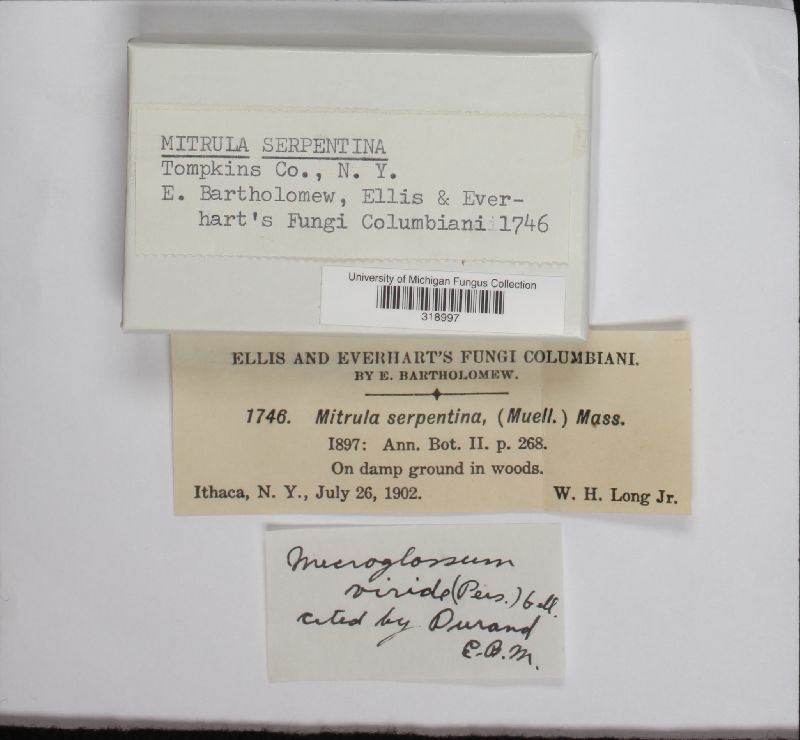 MITRULA SERPENTINA
Tompkins Co., N. Y.
E. Bartholomew, Ellis & Ever-
hart's Fungi Columbiani 1746
University of Michigan Fungus Collection
318997
ELLIS AND EVERHART'S FUNGI COLUMBIANI.
BY E. BARTHOLOMEW.
1746. Mitrula serpentina, (Muell.) Mass.
1897: Ann. Bot. II. p. 268.
On damp ground in woods.
Ithaca, N. Y., July 26, 1902. W. H. Long Jr.
Microglossum
viride (Pers.) Gill.
cited by Durand
E.B.M.